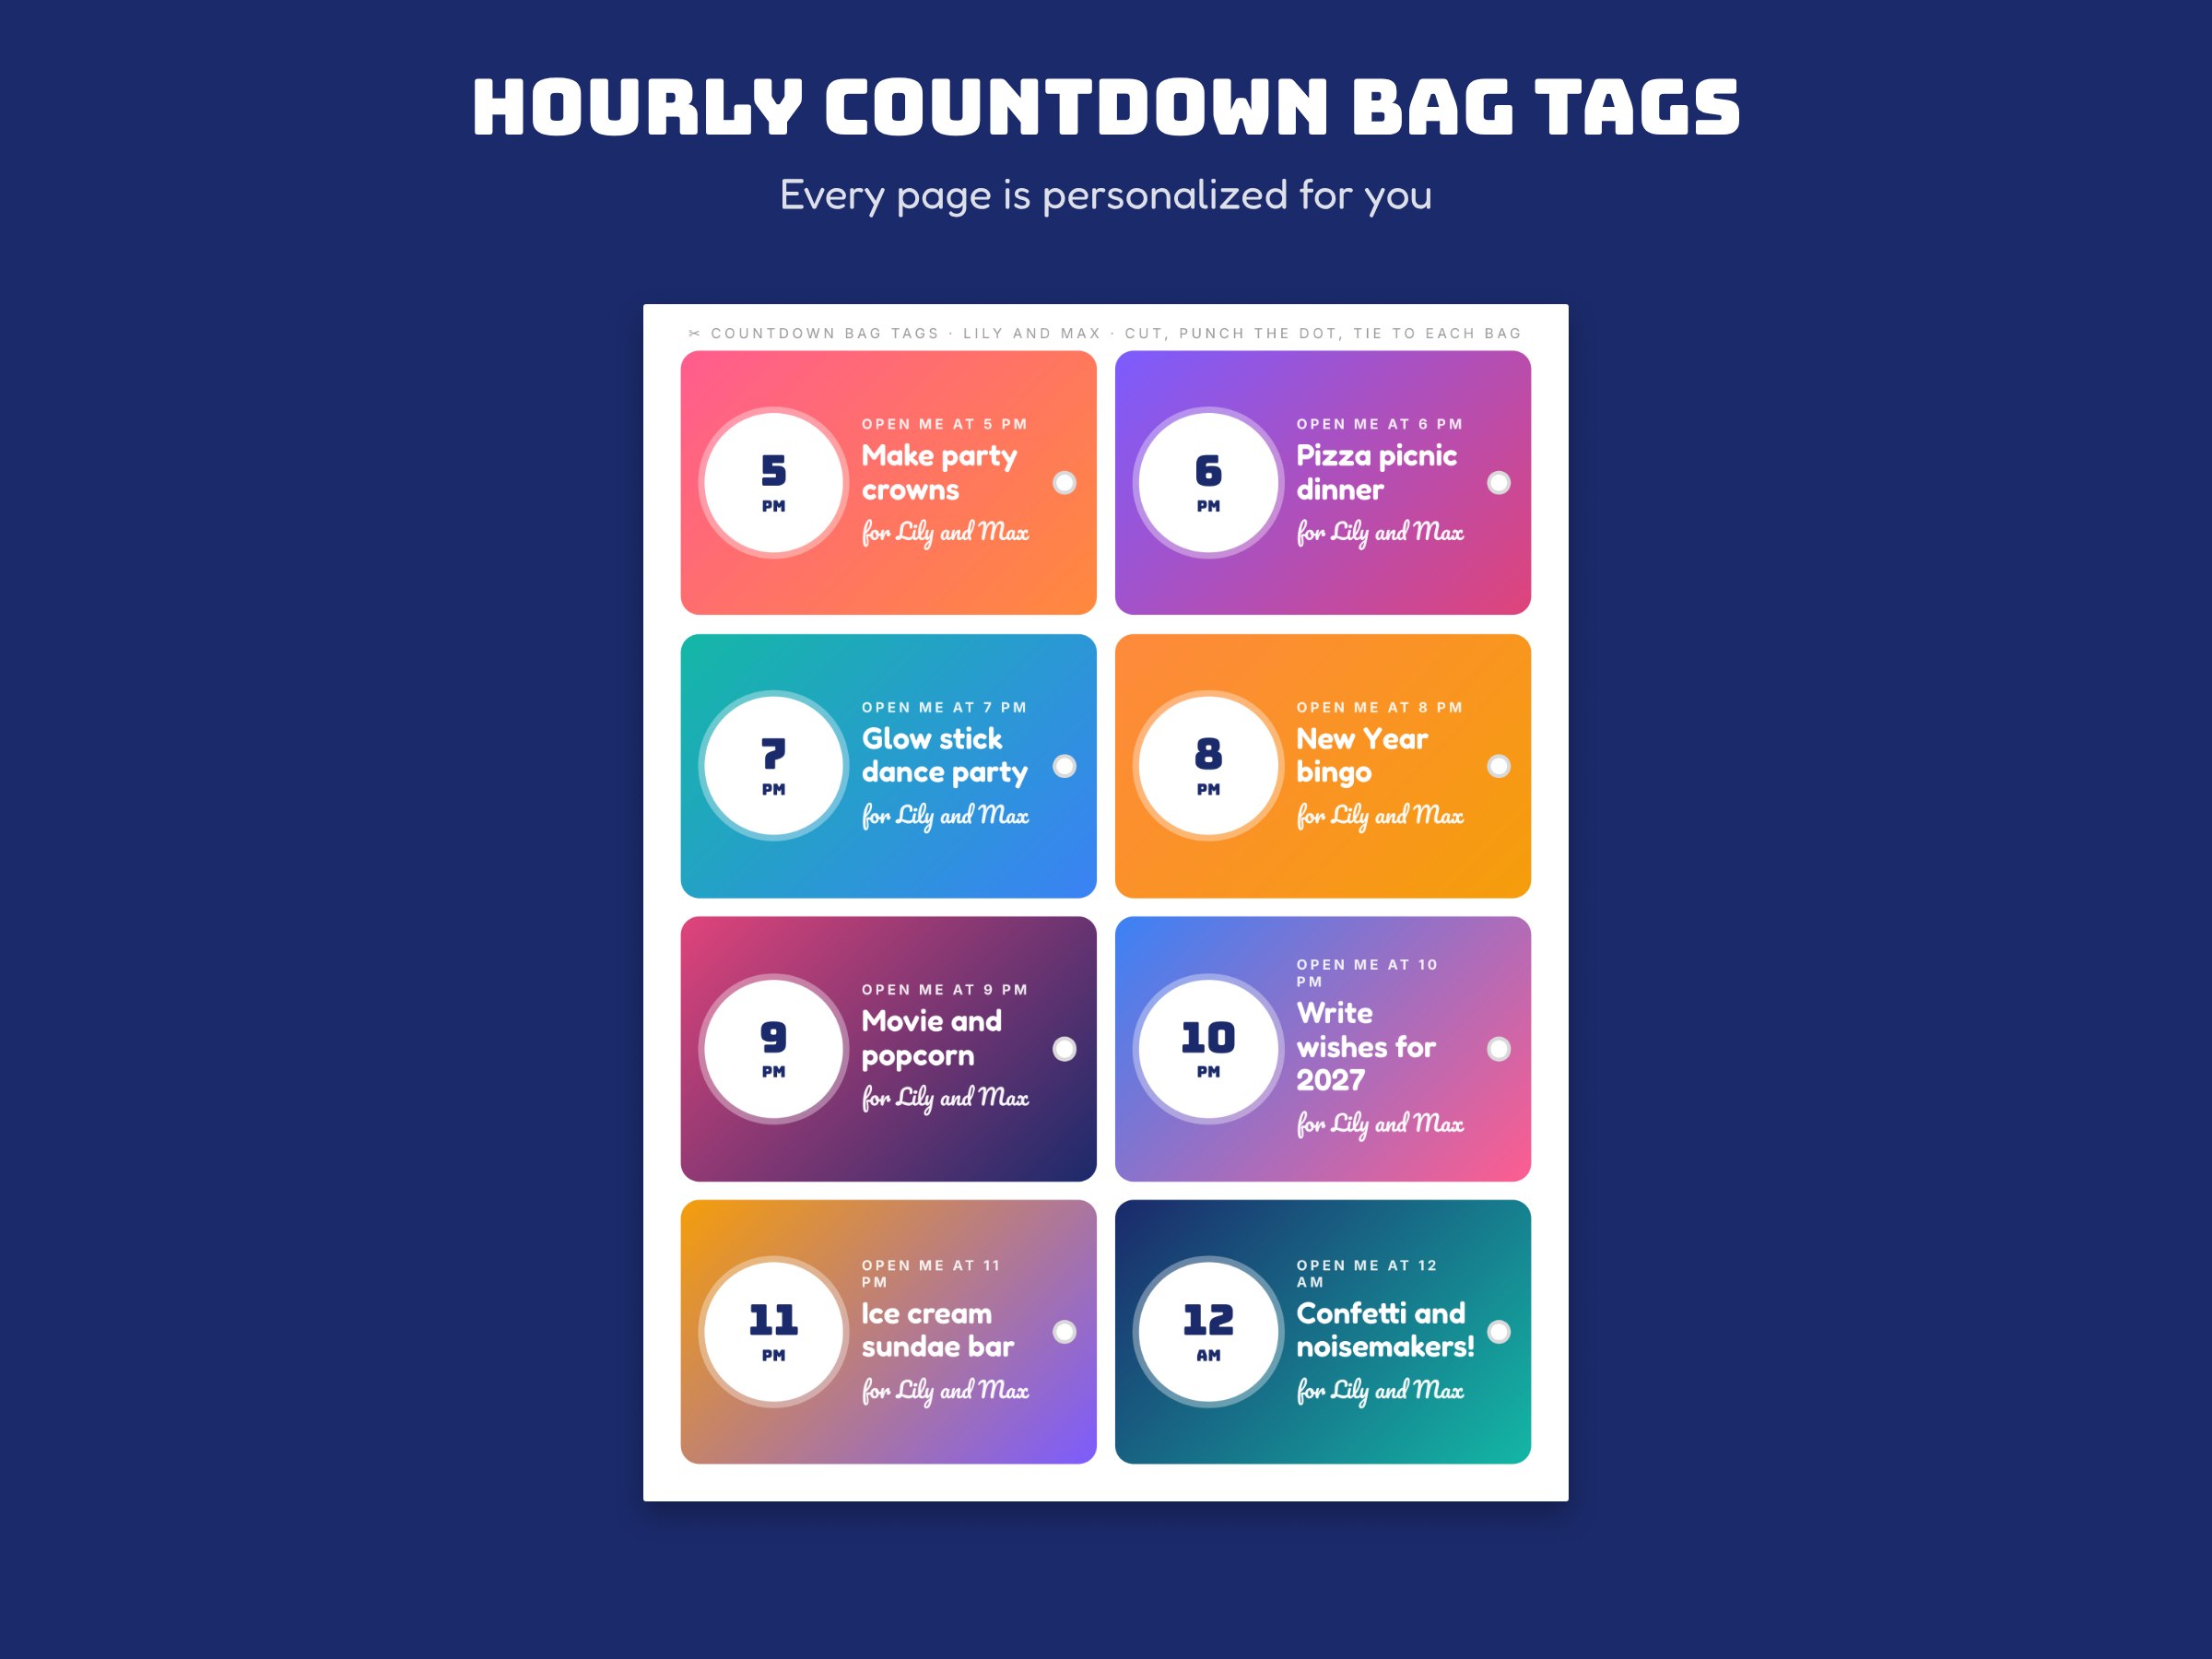 HOURLY COUNTDOWN BAG TAGS
Every page is personalized for you
✂ COUNTDOWN BAG TAGS · LILY AND MAX · CUT, PUNCH THE DOT, TIE TO EACH BAG
5
PM
OPEN ME AT 5 PM
Make party
crowns
for Lily and Max
6
PM
OPEN ME AT 6 PM
Pizza picnic
dinner
for Lily and Max
7
PM
OPEN ME AT 7 PM
Glow stick
dance party
for Lily and Max
8
PM
OPEN ME AT 8 PM
New Year
bingo
for Lily and Max
9
PM
OPEN ME AT 9 PM
Movie and
popcorn
for Lily and Max
10
PM
OPEN ME AT 10
PM
Write
wishes for
2027
for Lily and Max
11
PM
OPEN ME AT 11
PM
Ice cream
sundae bar
for Lily and Max
12
AM
OPEN ME AT 12
AM
Confetti and
noisemakers!
for Lily and Max